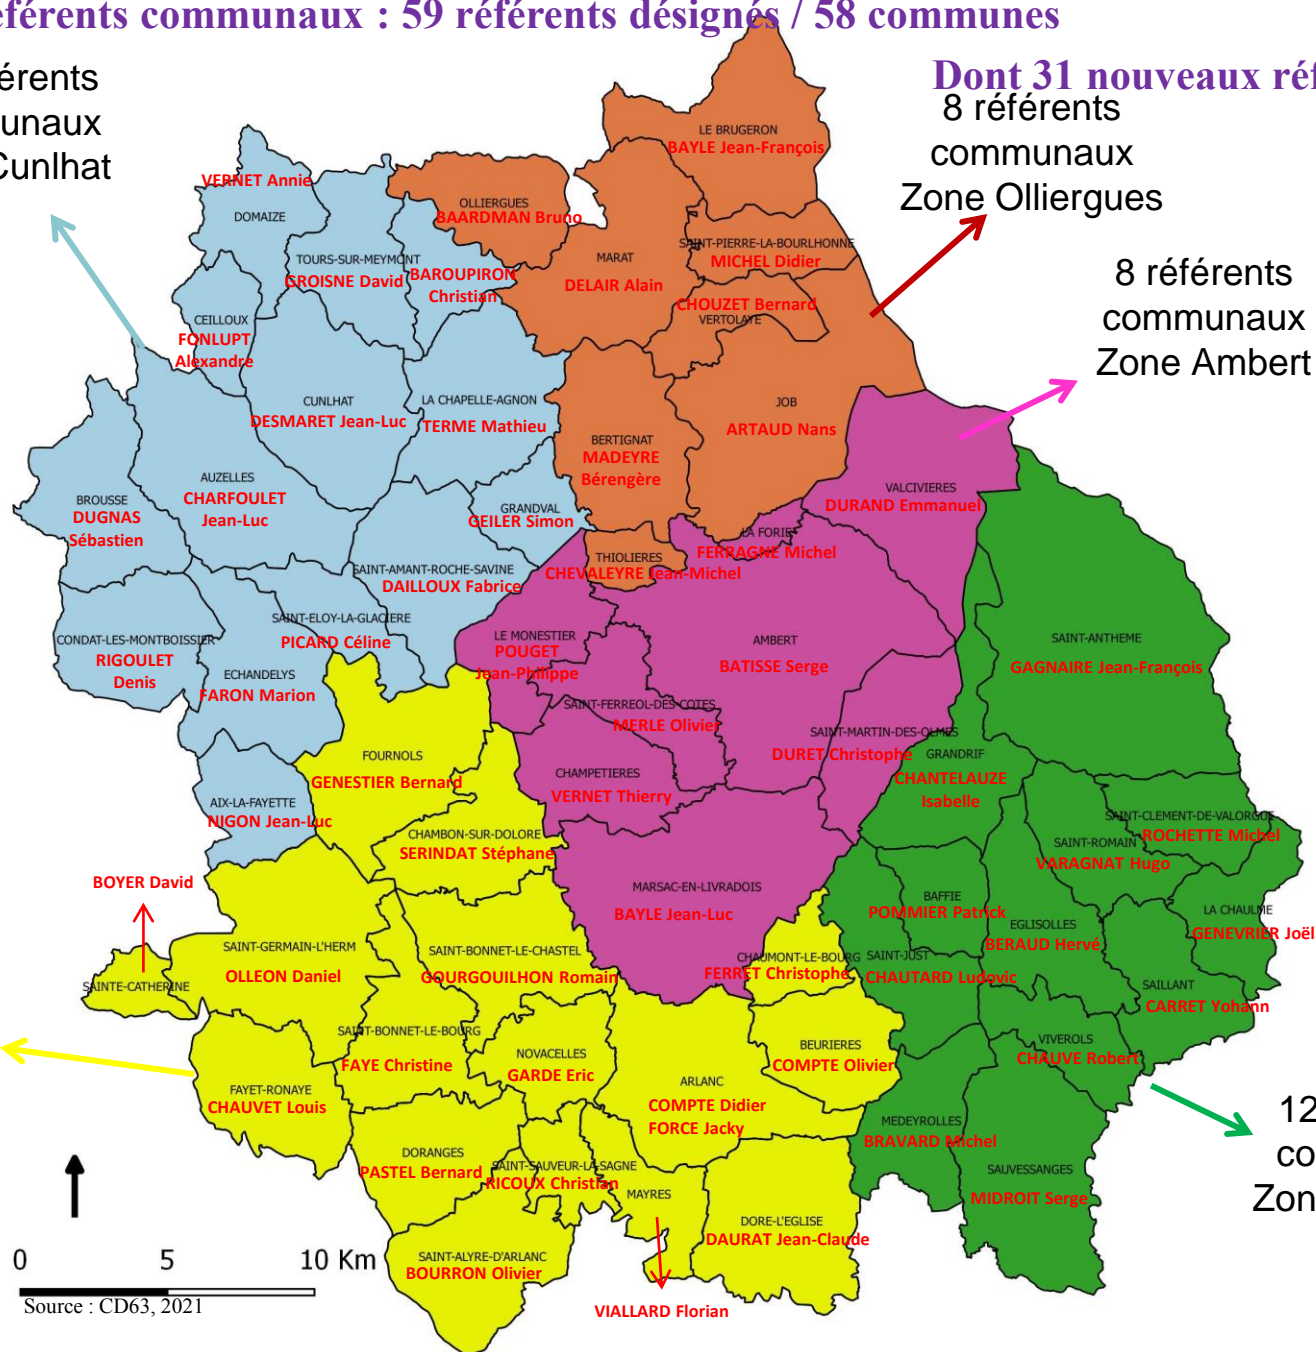 éférents communaux : 59 référents désignés / 58 communes
Dont 31 nouveaux réf
érents
unaux
Cunlhat
8 référents
communaux
Zone Olliergues
8 référents
communaux
Zone Ambert
LE BRUGERON
BAYLE Jean-François
VERNET Annie
DOMAIZE
OLLIERGUES
BAARDMAN Bruno
TOURS-SUR-MEYMONT
GROISNE David
BAROUPIRON
Christian
MARAT
DELAIR Alain
SAINT-PIERRE-LA-BOURLHONNE
MICHEL Didier
CHOUZET Bernard
VERTOLAYE
CEILLOUX
FONLUPT
Alexandre
CUNLHAT
DESMARET Jean-Luc
LA CHAPELLE-AGNON
TERME Mathieu
JOB
ARTAUD Nans
BERTIGNAT
MADEYRE
Bérengère
AUZELLES
CHARFOULET
Jean-Luc
BROUSSE
DUGNAS
Sébastien
GRANDVAL
GEILER Simon
VALCIVIERES
DURAND Emmanuel
LA FORIE
FERRAGNE Michel
THIOLIERES
CHEVALEYRE Jean-Michel
SAINT-AMANT-ROCHE-SAVINE
DAILLOUX Fabrice
SAINT-ELOY-LA-GLACIERE
PICARD Céline
CONDAT-LES-MONTBOISSIER
RIGOULET
Denis
ECHANDELYS
FARON Marion
LE MONESTIER
POUGET
Jean-Philippe
AMBERT
BATISSE Serge
SAINT-ANTHEME
GAGNAIRE Jean-François
SAINT-FERREOL-DES-COTES
MERLE Olivier
SAINT-MARTIN-DES-OLMES
DURET Christophe
GRANDRIF
CHANTELAUZE
Isabelle
FOURNOLS
GENESTIER Bernard
CHAMPETIERES
VERNET Thierry
AIX-LA-FAYETTE
NIGON Jean-Luc
CHAMBON-SUR-DOLORE
SERINDAT Stéphane
SAINT-CLEMENT-DE-VALORGUE
ROCHETTE Michel
SAINT-ROMAIN
VARAGNAT Hugo
BOYER David
MARSAC-EN-LIVRADOIS
BAYLE Jean-Luc
BAFFIE
POMMIER Patrick
EGLISOLLES
BERAUD Hervé
LA CHAULME
GENEVRIER Joël
SAINT-GERMAIN-L'HERM
OLLEON Daniel
SAINT-BONNET-LE-CHASTEL
GOURGOUILHON Romain
CHAUMONT-LE-BOURG
FERRET Christophe
SAINT-JUST
CHAUTARD Ludovic
SAINTE-CATHERINE
SAILLANT
CARRET Yohann
SAINT-BONNET-LE-BOURG
FAYE Christine
NOVACELLES
GARDE Eric
BEURIERES
COMPTE Olivier
VIVEROLS
CHAUVE Robert
FAYET-RONAYE
CHAUVET Louis
ARLANC
COMPTE Didier
FORCE Jacky
MEDEYROLLES
BRAVARD Michel
12
co
Zon
DORANGES
PASTEL Bernard
SAINT-SAUVEUR-LA-SAGNE
RICOUX Christian
MAYRES
SAUVESSANGES
MIDROIT Serge
DORE-L'EGLISE
DAURAT Jean-Claude
SAINT-ALYRE-D'ARLANC
BOURRON Olivier
VIALLARD Florian
0 5 10 Km
Source : CD63, 2021